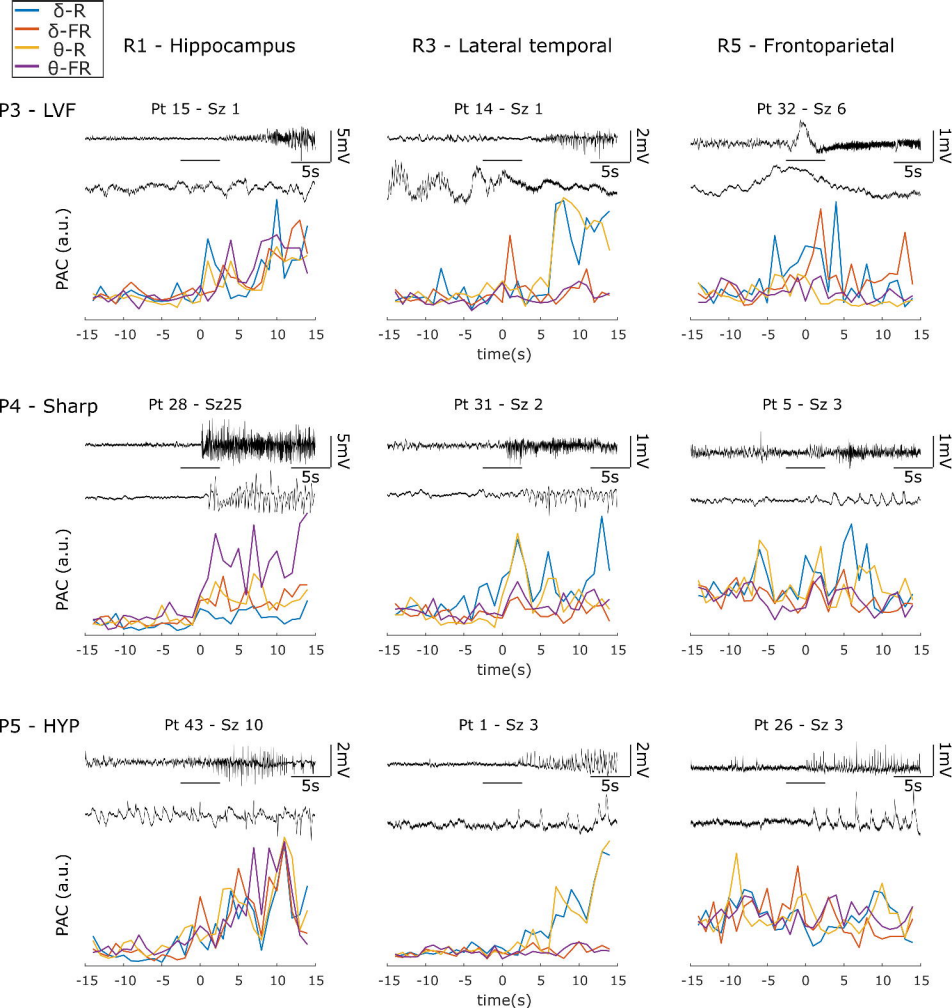 δ-R
δ-FR
θ-R
θ-FR
R1 - Hippocampus R3 - Lateral temporal R5 - Frontoparietal
P3 - LVF
Pt 15 - Sz 1 Pt 14 - Sz 1 Pt 32 - Sz 6
5mV 2mV 1mV
5s 5s 5s
PAC (a.u.)
-15 -10 -5 0 5 10 15 -15 -10 -5 0 5 10 15 -15 -10 -5 0 5 10 15
time(s)
P4 - Sharp
Pt 28 - Sz25 Pt 31 - Sz 2 Pt 5 - Sz 3
5mV 1mV 1mV
5s 5s 5s
PAC (a.u.)
-15 -10 -5 0 5 10 15 -15 -10 -5 0 5 10 15 -15 -10 -5 0 5 10 15
time(s)
P5 - HYP
Pt 43 - Sz 10 Pt 1 - Sz 3 Pt 26 - Sz 3
2mV 2mV 1mV
5s 5s 5s
PAC (a.u.)
-15 -10 -5 0 5 10 15 -15 -10 -5 0 5 10 15 -15 -10 -5 0 5 10 15
time(s)